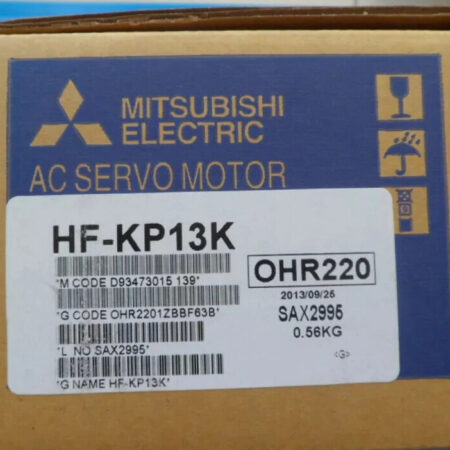 MITSUBISHI
ELECTRIC
AC SERVO MOTOR
HF-KP13K
*M CODE D93473015 139*
OHR220
2013/09/25
*G CODE OHR2201ZBBF63B*
SAX2995
0.56KG
*L NO SAX2995*
<G>
*G NAME HF-KP13K*